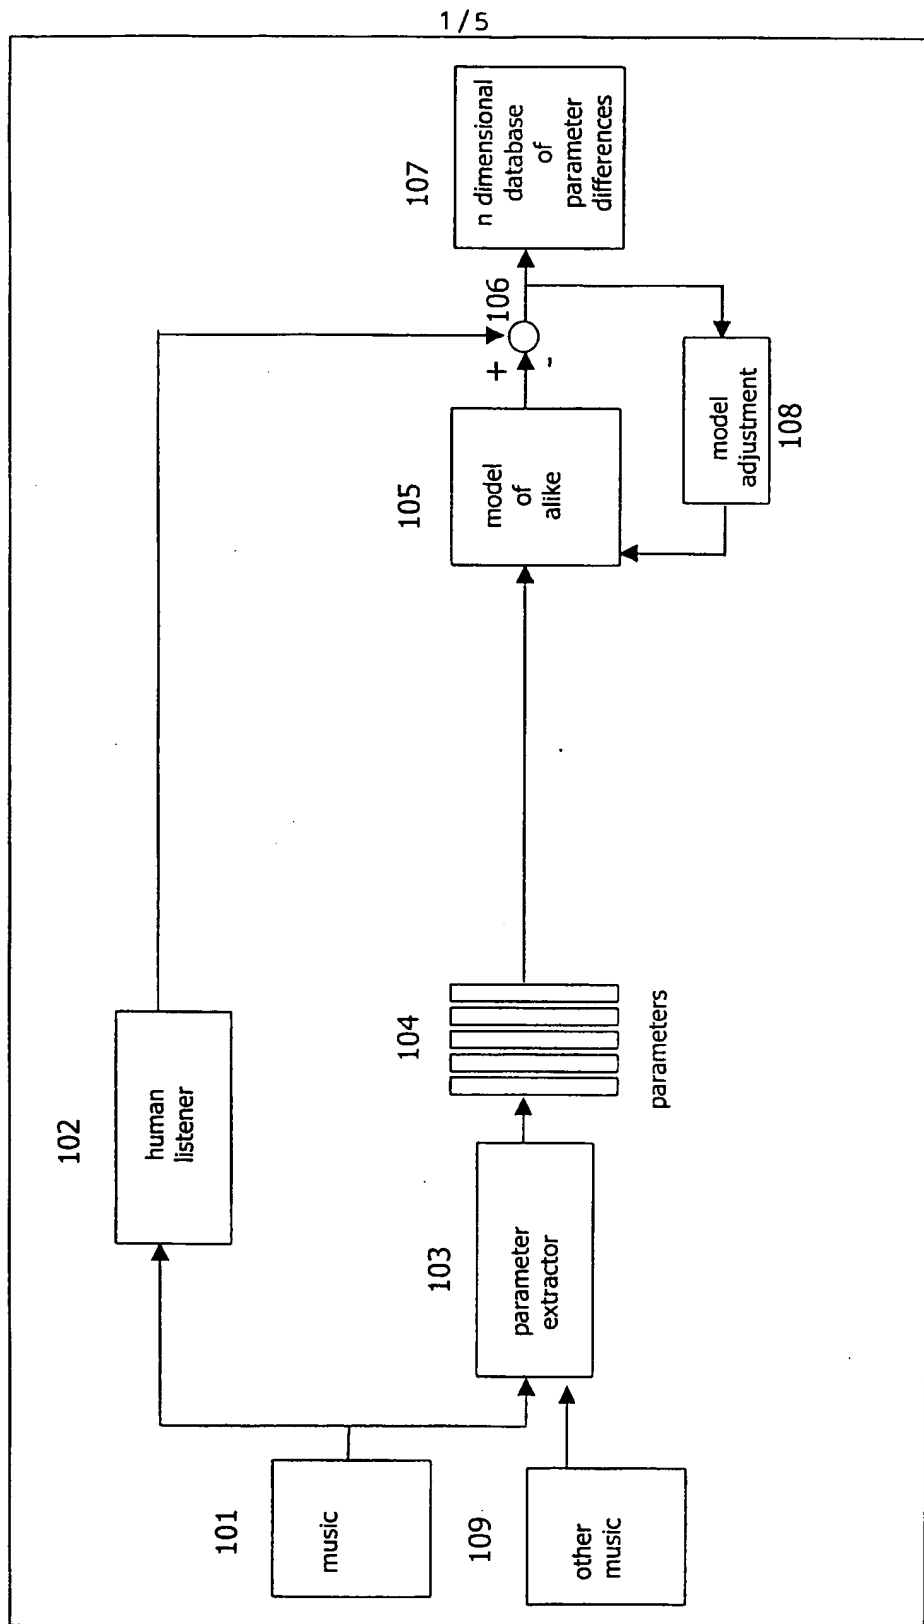 1/5
101
music
102
human
listener
109
other
music
103
parameter
extractor
104
parameters
105
model
of
alike
+
-
106
107
n dimensional
database
of
parameter
differences
model
adjustment
108